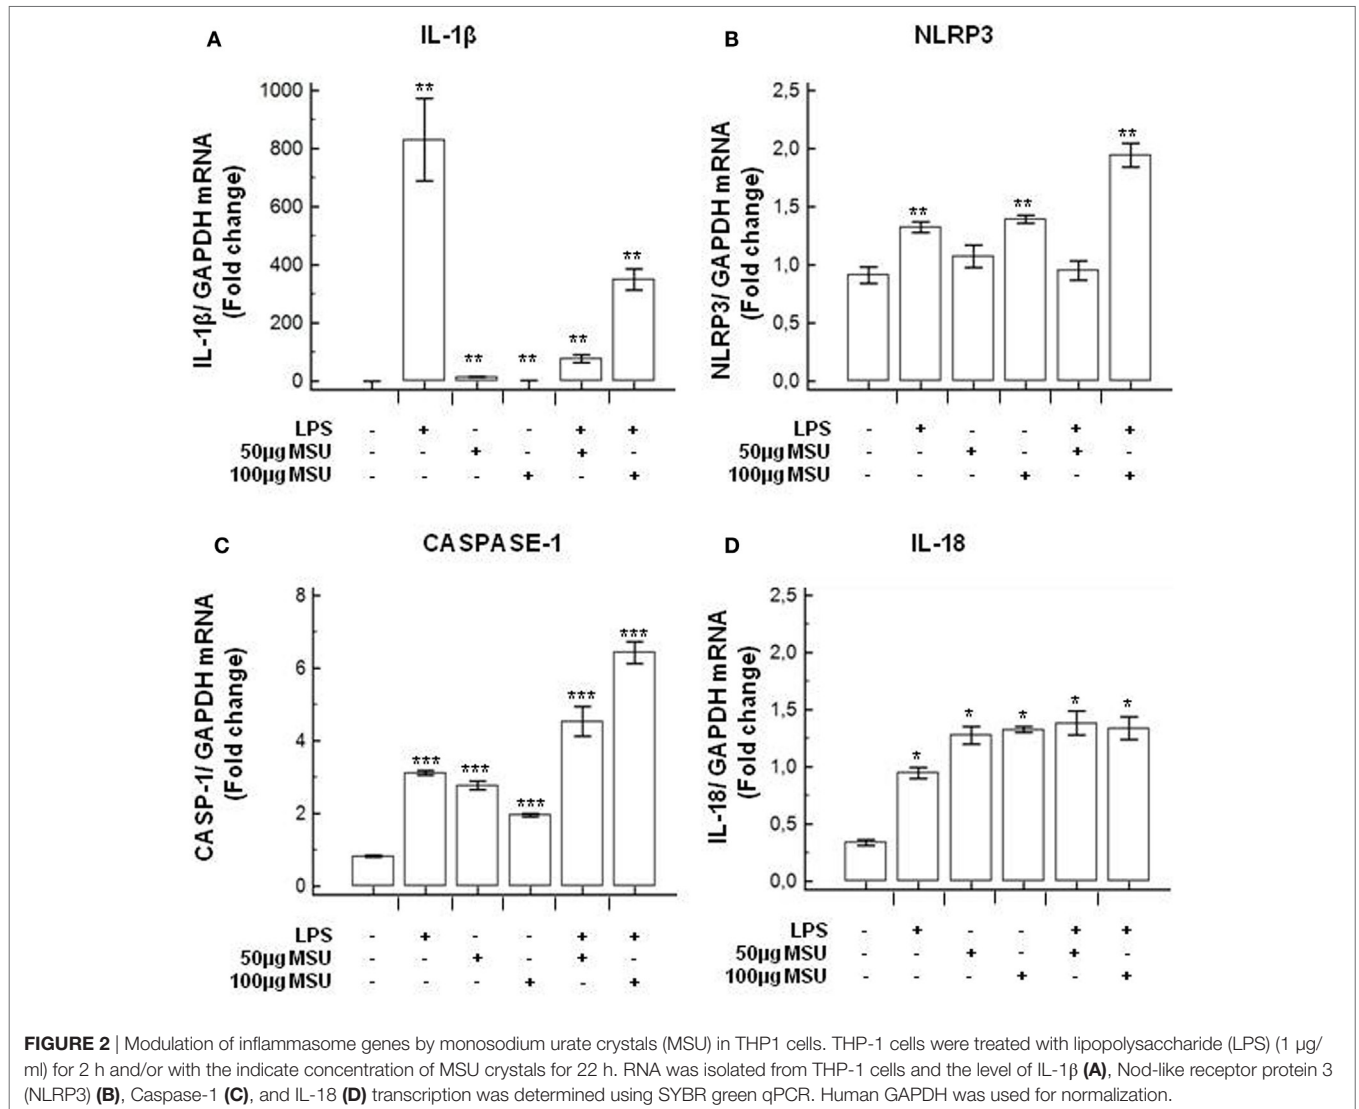 A IL-1β
IL-1β/ GAPDH mRNA
(Fold change)
1000
800
600
400
200
0
** ** ** ** **
LPS - + - - + +
50μg MSU - - + - + -
100μg MSU - - - + - +
B NLRP3
NLRP3/ GAPDH mRNA
(Fold change)
2,5
2,0
1,5
1,0
0,5
0,0
** ** **
LPS - + - - + +
50μg MSU - - + - + -
100μg MSU - - - + - +
C CASPASE-1
CASP-1/ GAPDH mRNA
(Fold change)
8
6
4
2
0
*** *** *** *** ***
LPS - + - - + +
50μg MSU - - + - + -
100μg MSU - - - + - +
D IL-18
IL-18/ GAPDH mRNA
(Fold change)
2,5
2,0
1,5
1,0
0,5
0,0
* * * * *
LPS - + - - + +
50μg MSU - - + - + -
100μg MSU - - - + - +
FIGURE 2 | Modulation of inflammasome genes by monosodium urate crystals (MSU) in THP1 cells. THP-1 cells were treated with lipopolysaccharide (LPS) (1 μg/
ml) for 2 h and/or with the indicate concentration of MSU crystals for 22 h. RNA was isolated from THP-1 cells and the level of IL-1β (A), Nod-like receptor protein 3
(NLRP3) (B), Caspase-1 (C), and IL-18 (D) transcription was determined using SYBR green qPCR. Human GAPDH was used for normalization.